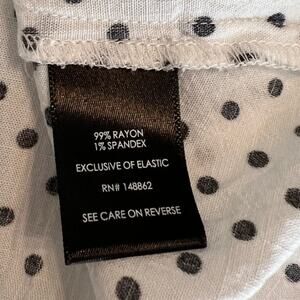 99% RAYON
1% SPANDEX
EXCLUSIVE OF ELASTIC
RN# 148862
SEE CARE ON REVERSE